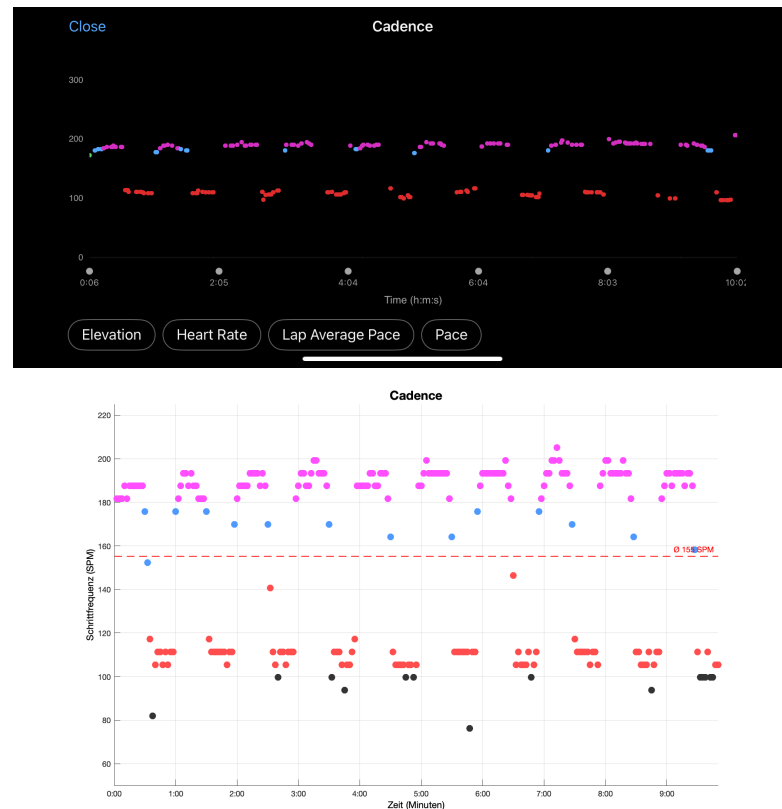 Close Cadence
300
200
100
0
0:06 2:05 4:04 6:04 8:03 10:02
Time (h:m:s)
Elevation Heart Rate Lap Average Pace Pace
Cadence
220
200
180
160
Ø 155 SPM
140
120
100
80
60
40
Schrittfrequenz (SPM)
0:00 1:00 2:00 3:00 4:00 5:00 6:00 7:00 8:00 9:00
Zeit (Minuten)